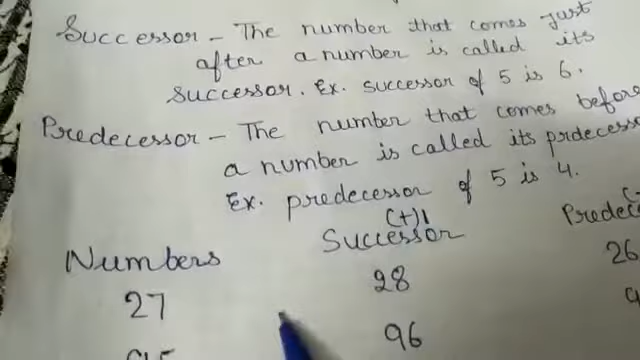 Successor - The number that comes just
after a number is called its
successor. Ex. successor of 5 is 6.
Predecessor - The number that comes before
a number is called its
Ex. predecessor of 5 is 4.
(+)1
Numbers Successor
27 28 26
96